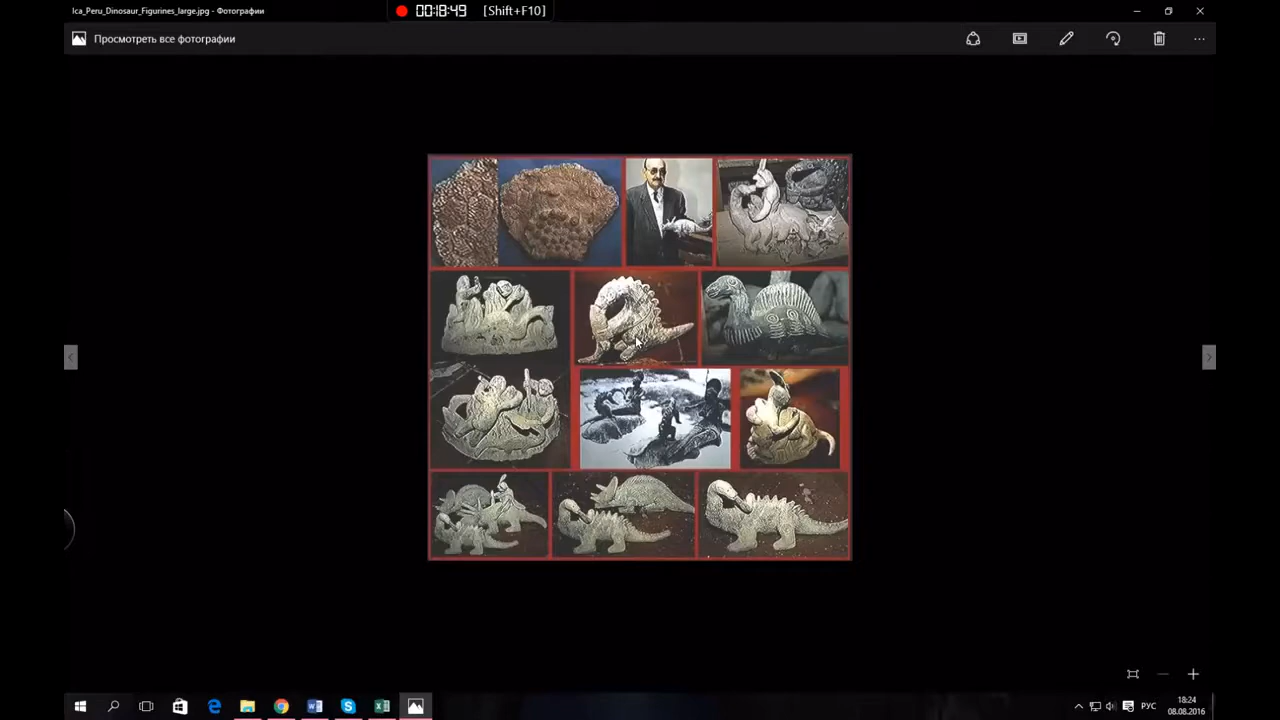 Ica_Peru_Dinosaur_Figurines_large.jpg - Фотографии
00:18:49 [Shift+F10]
Просмотреть все фотографии
РУС
18:24
08.08.2016